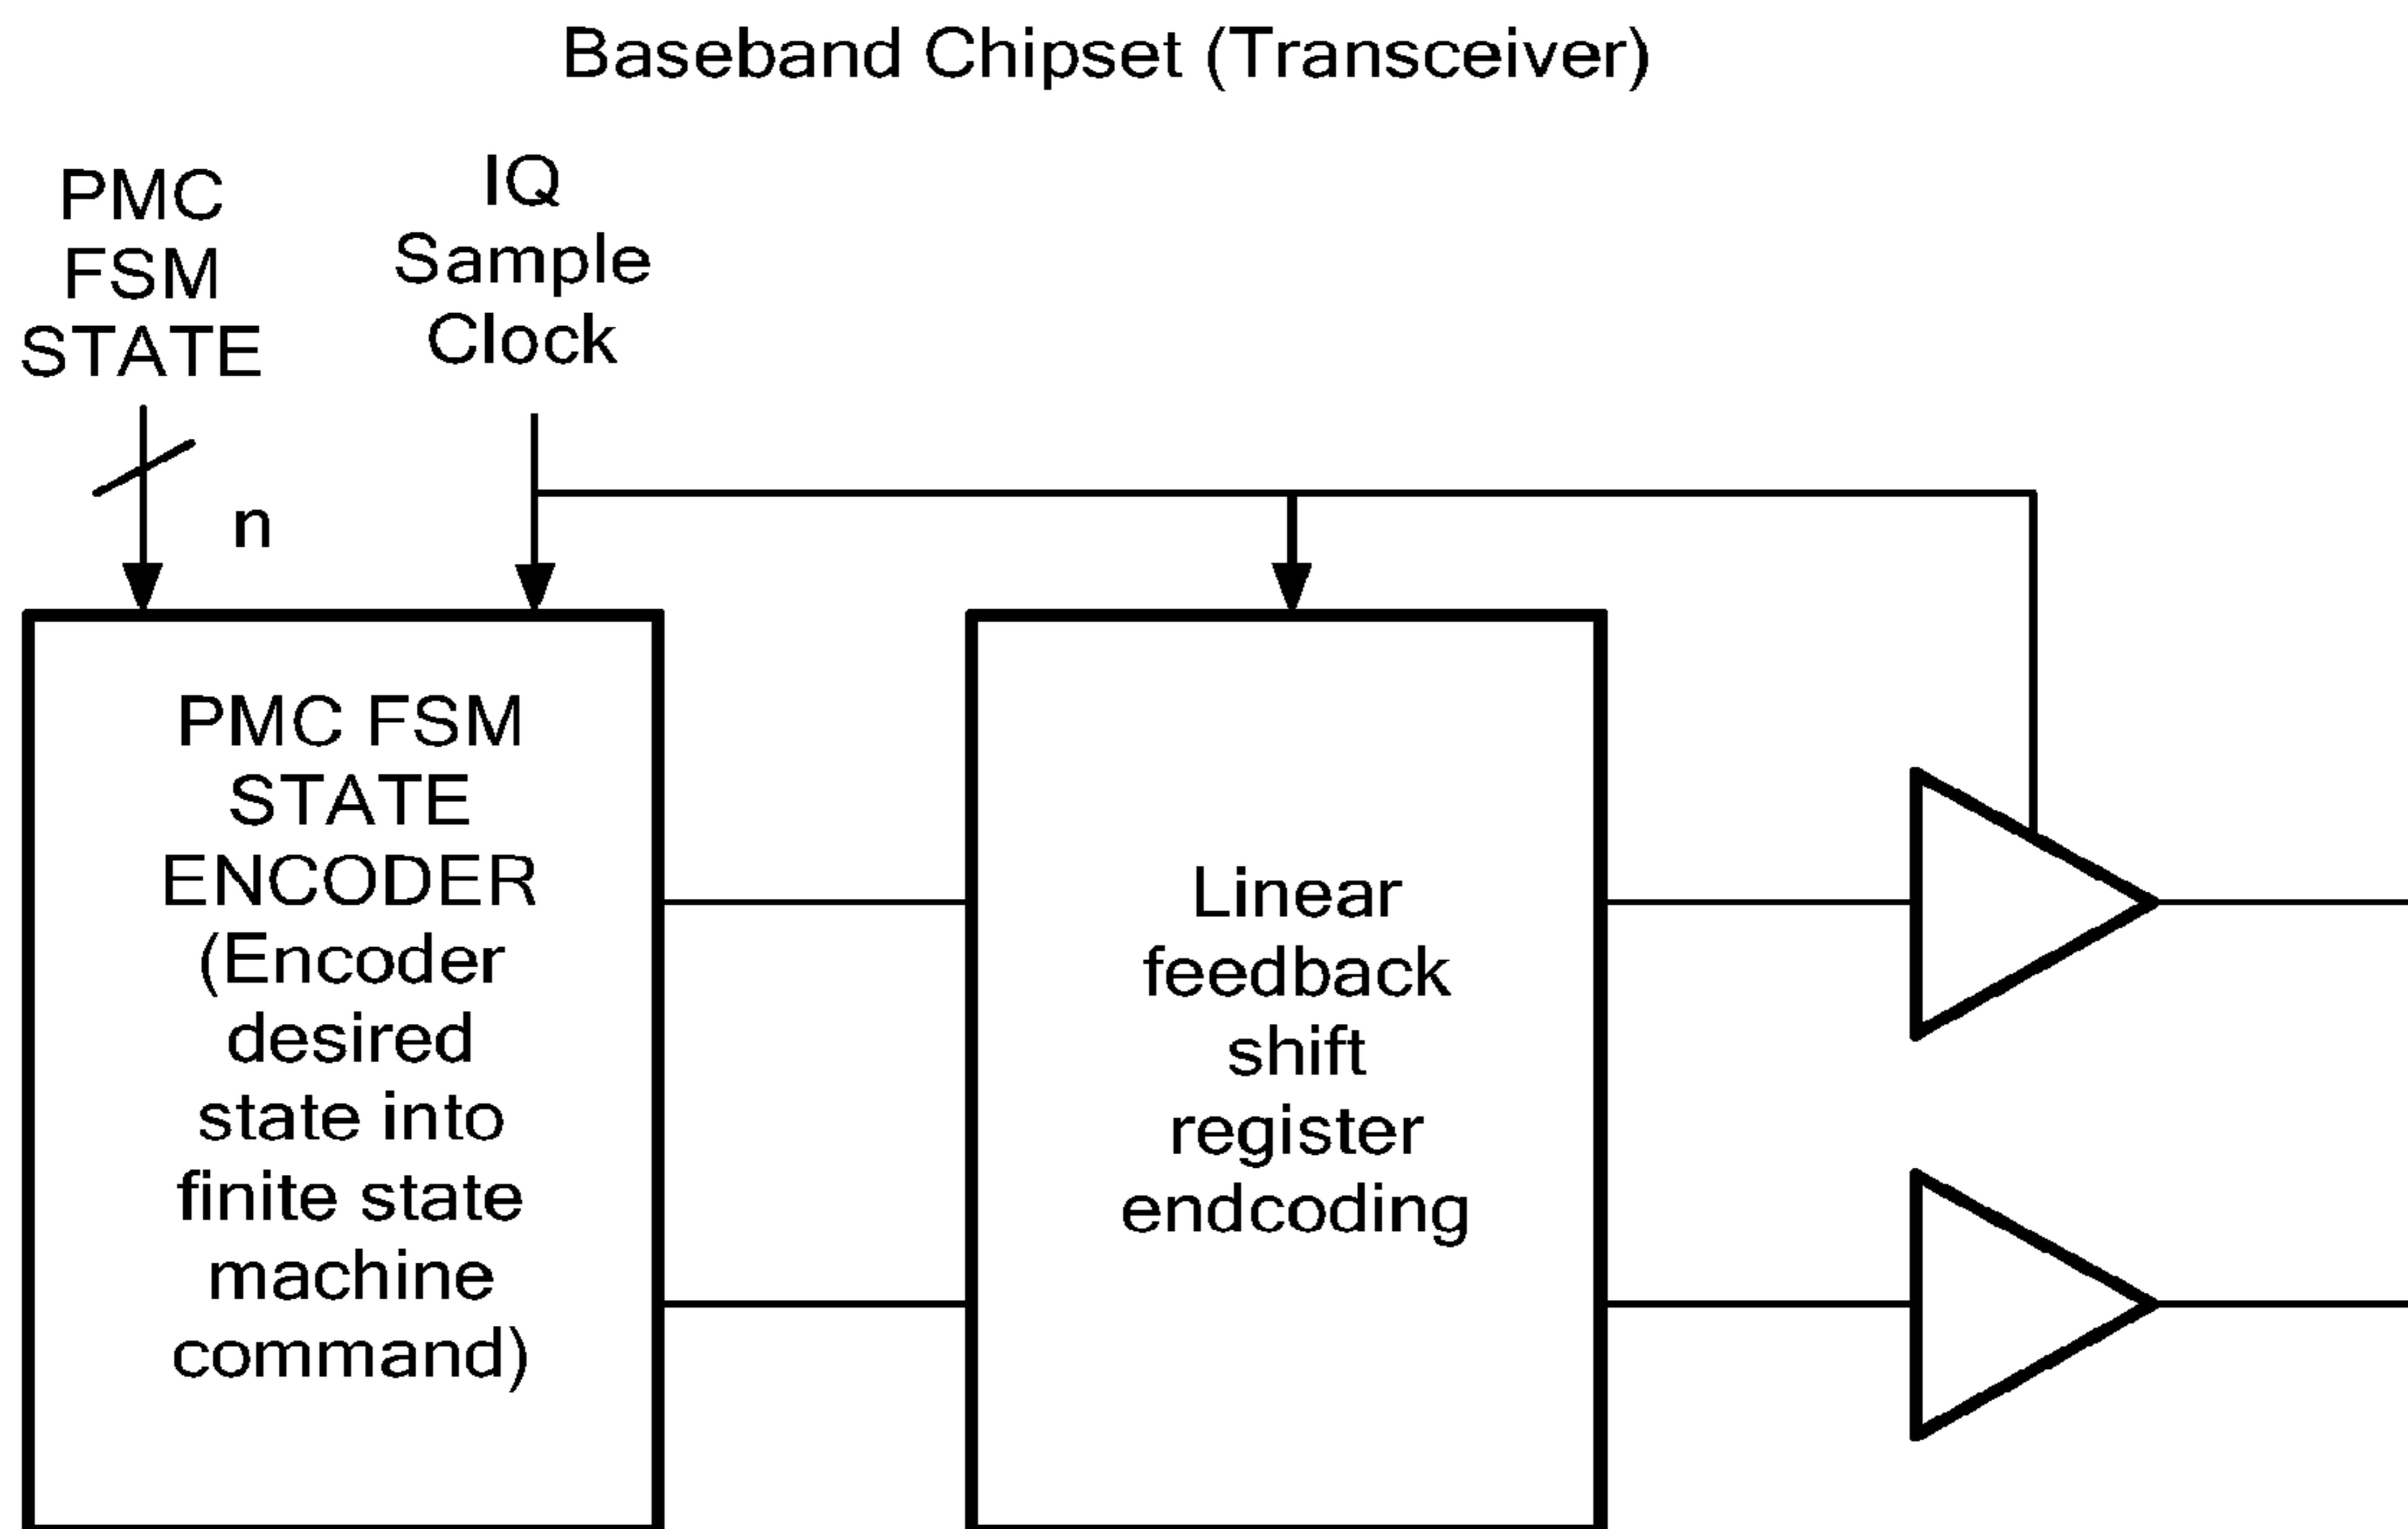 Baseband Chipset (Transceiver)
PMC
FSM
STATE
IQ
Sample
Clock
n
PMC FSM
STATE
ENCODER
(Encoder
desired
state into
finite state
machine
command)
Linear
feedback
shift
register
endcoding